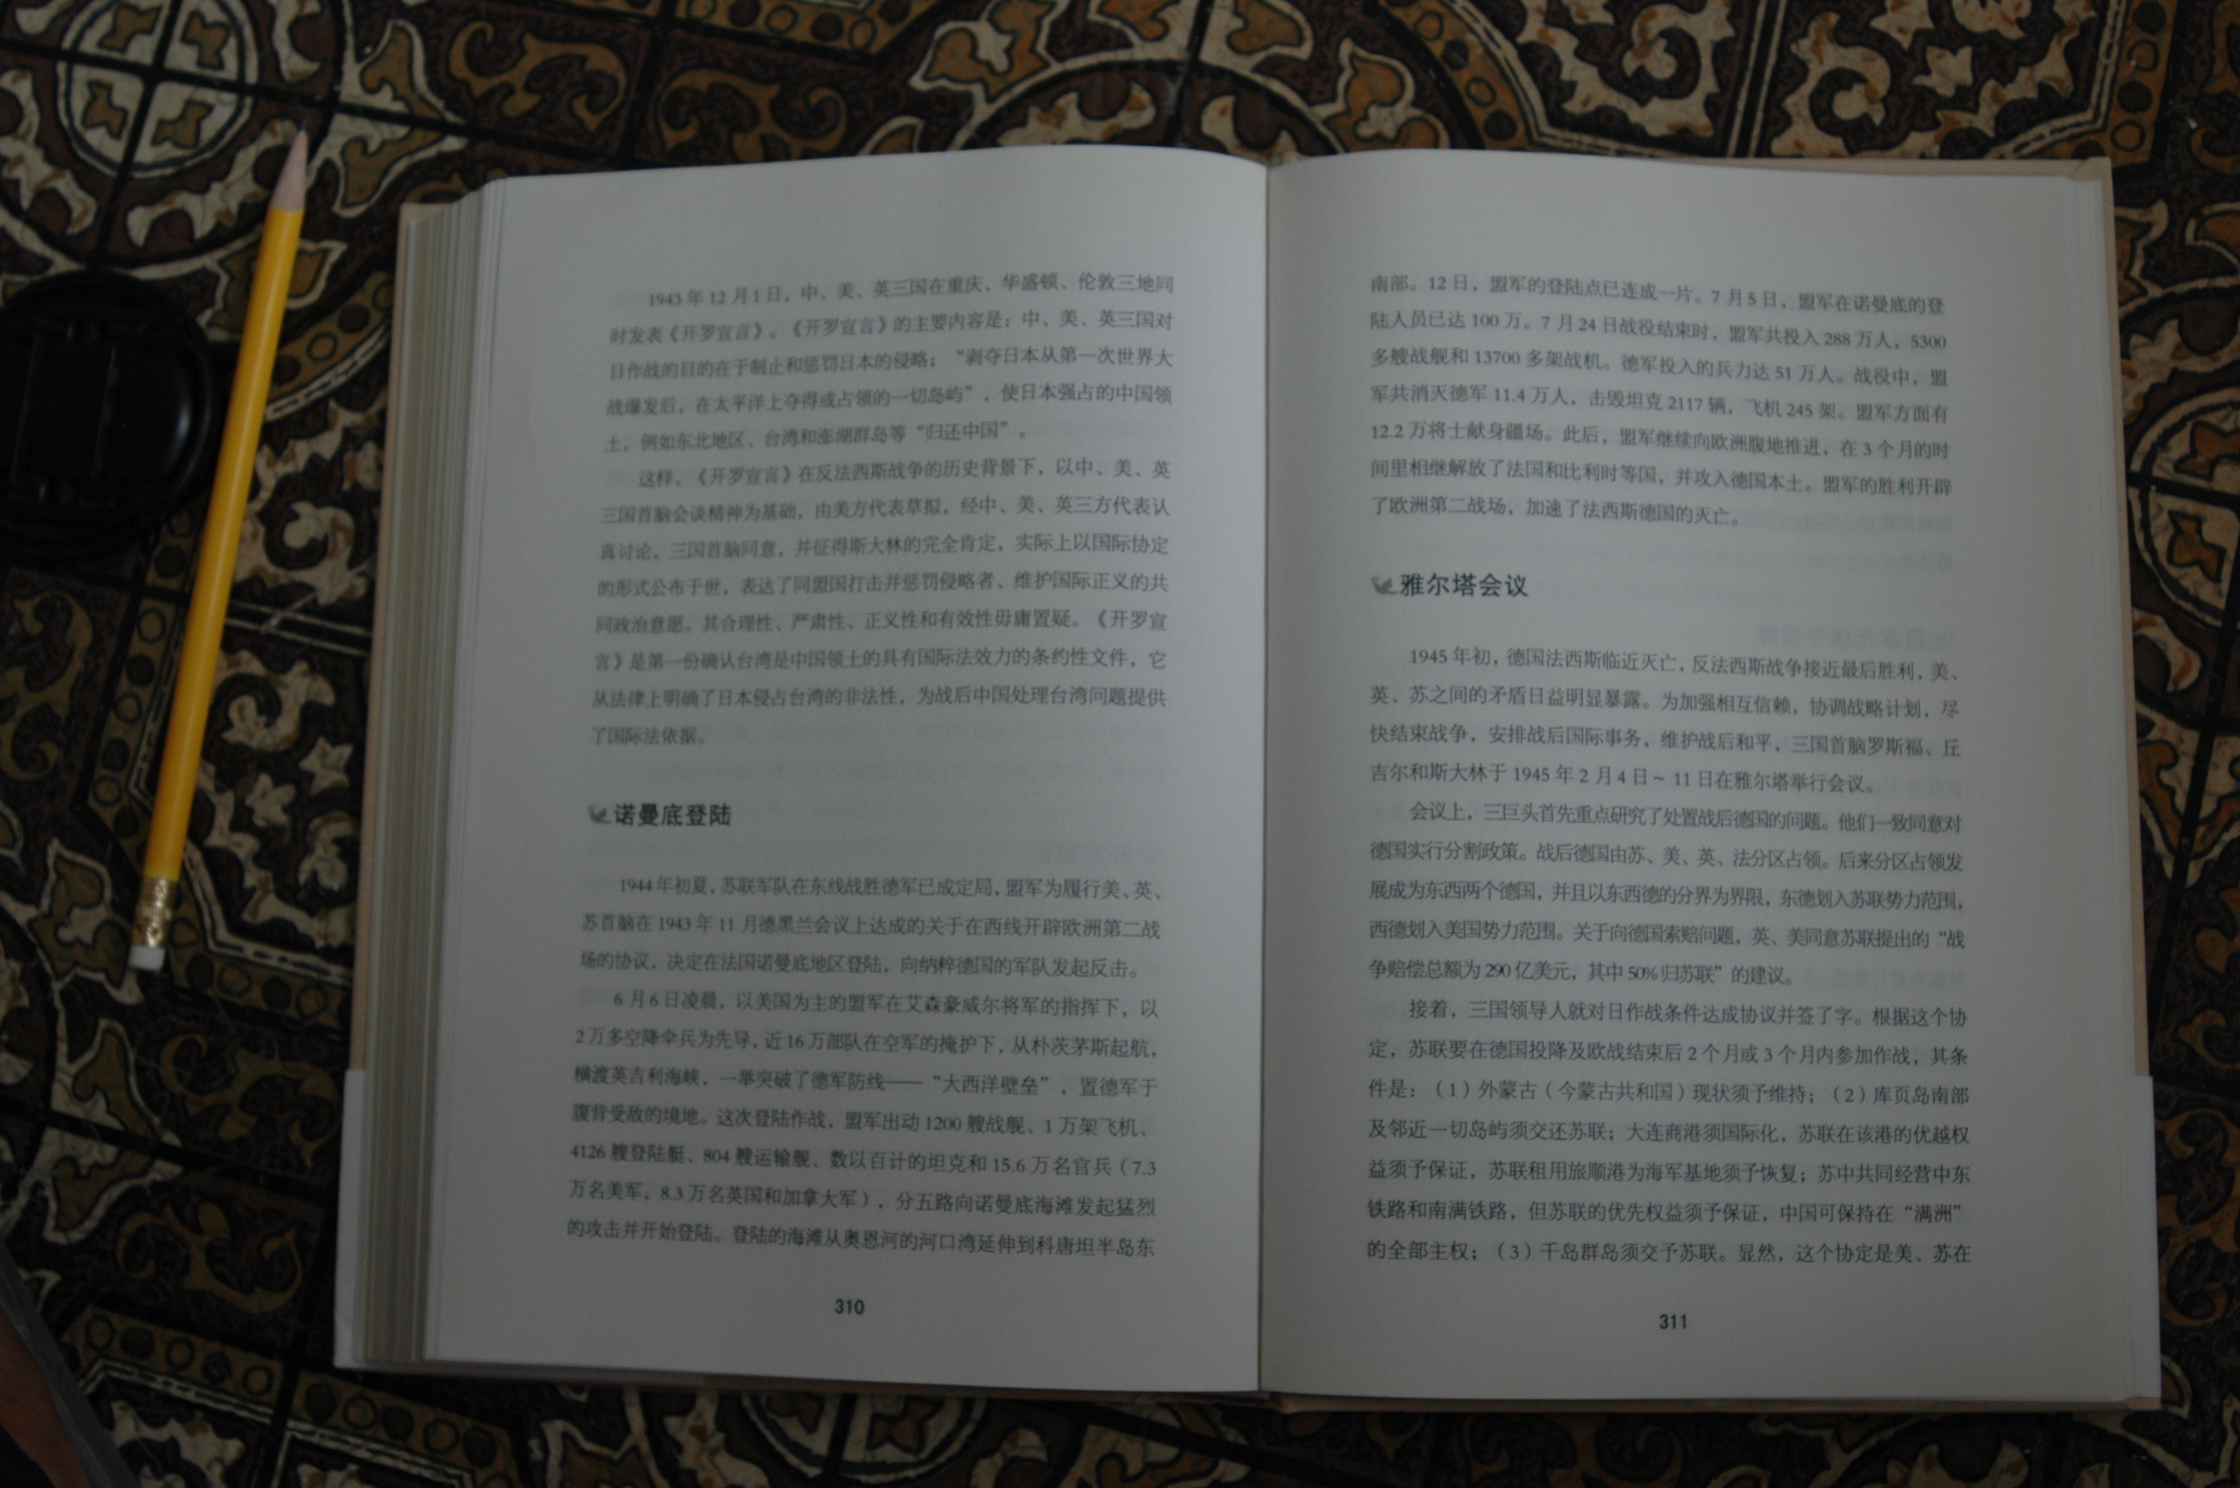 1943 年 12 月 1 日，中、美、英三国在重庆、华盛顿、伦敦三地同
时发表《开罗宣言》。《开罗宣言》的主要内容是：中、美、英三国对
日作战的目的在于制止和惩罚日本的侵略；“剥夺日本从第一次世界大
战爆发后，在太平洋上夺得或占领的一切岛屿”，使日本强占的中国领
土，例如东北地区、台湾和澎湖群岛等“归还中国”。
这样，《开罗宣言》在反法西斯战争的历史背景下，以中、美、英
三国首脑会谈精神为基础，由美方代表草拟，经中、美、英三方代表认
真讨论，三国首脑同意，并征得斯大林的完全肯定，实际上以国际协定
的形式公布于世，表达了同盟国打击并惩罚侵略者、维护国际正义的共
同政治意愿。其合理性、严肃性、正义性和有效性毋庸置疑。《开罗宣
言》是第一份确认台湾是中国领土的具有国际法效力的条约性文件，它
从法律上明确了日本侵占台湾的非法性，为战后中国处理台湾问题提供
了国际法依据。
诺曼底登陆
1944 年初夏，苏联军队在东线战胜德军已成定局，盟军为履行美、英、
苏首脑在 1943 年 11 月德黑兰会议上达成的关于在西线开辟欧洲第二战
场的协议，决定在法国诺曼底地区登陆，向纳粹德国的军队发起反击。
6 月 6 日凌晨，以美国为主的盟军在艾森豪威尔将军的指挥下，以
2 万多空降伞兵为先导，近 16 万部队在空军的掩护下，从朴茨茅斯起航，
横渡英吉利海峡，一举突破了德军防线——“大西洋壁垒”，置德军于
腹背受敌的境地。这次登陆作战，盟军出动 1200 艘战舰、1 万架飞机、
4126 艘登陆艇、804 艘运输舰、数以百计的坦克和 15.6 万名官兵（7.3
万名美军，8.3 万名英国和加拿大军），分五路向诺曼底海滩发起猛烈
的攻击并开始登陆。登陆的海滩从奥恩河的河口湾延伸到科唐坦半岛东
310
南部。12 日，盟军的登陆点已连成一片。7 月 5 日，盟军在诺曼底的登
陆人员已达 100 万。7 月 24 日战役结束时，盟军共投入 288 万人，5300
多艘战舰和 13700 多架战机。德军投入的兵力达 51 万人。战役中，盟
军共消灭德军 11.4 万人，击毁坦克 2117 辆，飞机 245 架。盟军方面有
12.2 万将士献身疆场。此后，盟军继续向欧洲腹地推进，在 3 个月的时
间里相继解放了法国和比利时等国，并攻入德国本土。盟军的胜利开辟
了欧洲第二战场，加速了法西斯德国的灭亡。
雅尔塔会议
1945 年初，德国法西斯临近灭亡，反法西斯战争接近最后胜利，美、
英、苏之间的矛盾日益明显暴露。为加强相互信赖，协调战略计划，尽
快结束战争，安排战后国际事务，维护战后和平，三国首脑罗斯福、丘
吉尔和斯大林于 1945 年 2 月 4 日～ 11 日在雅尔塔举行会议。
会议上，三巨头首先重点研究了处置战后德国的问题。他们一致同意对
德国实行分割政策。战后德国由苏、美、英、法分区占领。后来分区占领发
展成为东西两个德国，并且以东西德的分界为界限，东德划入苏联势力范围，
西德划入美国势力范围。关于向德国索赔问题，英、美同意苏联提出的“战
争赔偿总额为 290 亿美元，其中 50% 归苏联”的建议。
接着，三国领导人就对日作战条件达成协议并签了字。根据这个协
定，苏联要在德国投降及欧战结束后 2 个月或 3 个月内参加作战，其条
件是：（1）外蒙古（今蒙古共和国）现状须予维持；（2）库页岛南部
及邻近一切岛屿须交还苏联；大连商港须国际化，苏联在该港的优越权
益须予保证，苏联租用旅顺港为海军基地须予恢复；苏中共同经营中东
铁路和南满铁路，但苏联的优先权益须予保证，中国可保持在“满洲”
的全部主权；（3）千岛群岛须交予苏联。显然，这个协定是美、苏在
311